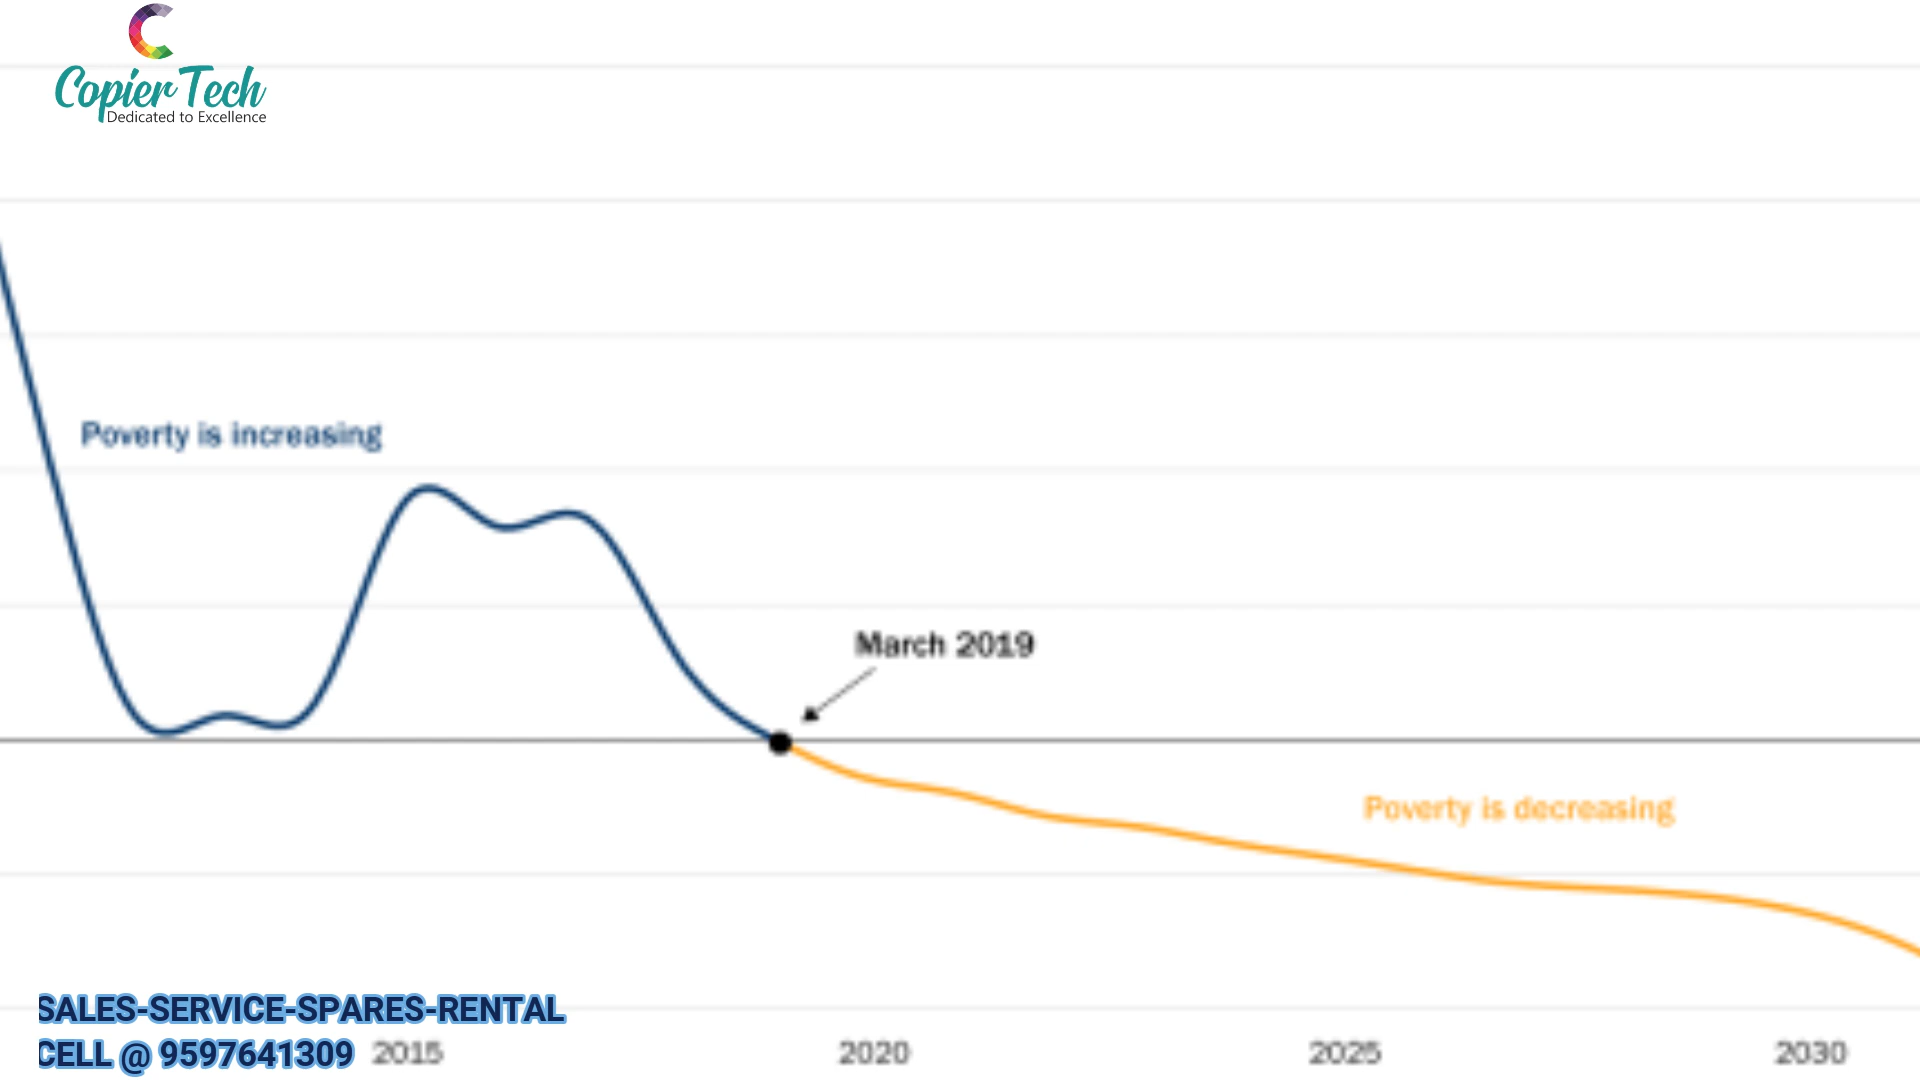 Copier Tech
Dedicated to Excellence
Poverty is increasing
March 2019
Poverty is decreasing
SALES-SERVICE-SPARES-RENTAL
CELL @ 9597641309
2015 2020 2025 2030